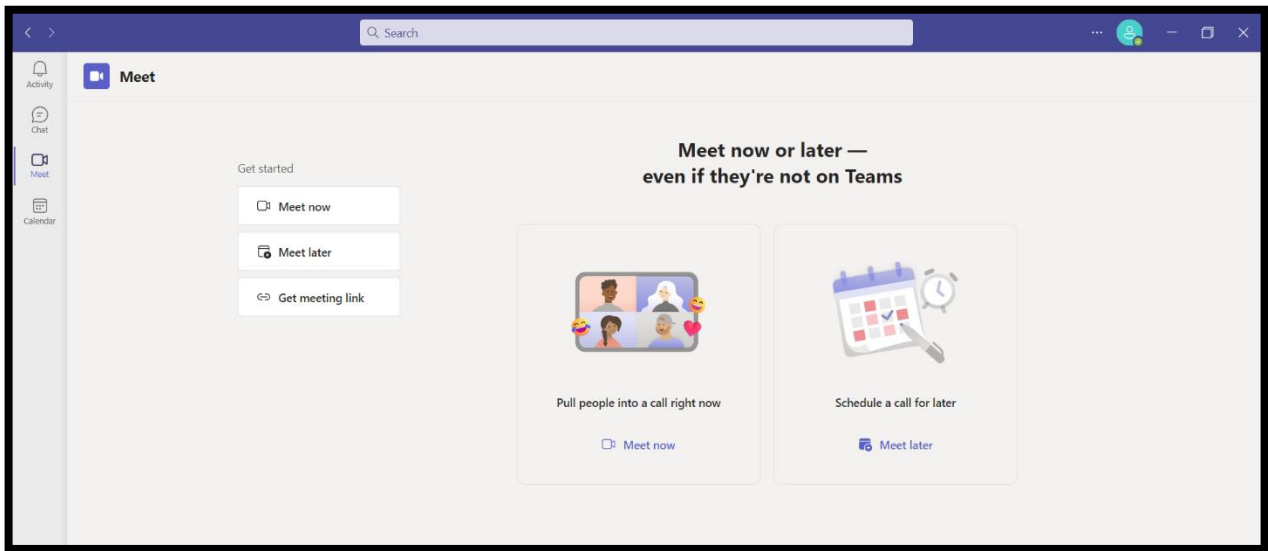 Search
...
Activity
Chat
Meet
Calendar
Meet
Get started
Meet now
Meet later
Get meeting link
Meet now or later —
even if they're not on Teams
Pull people into a call right now
Meet now
Schedule a call for later
Meet later